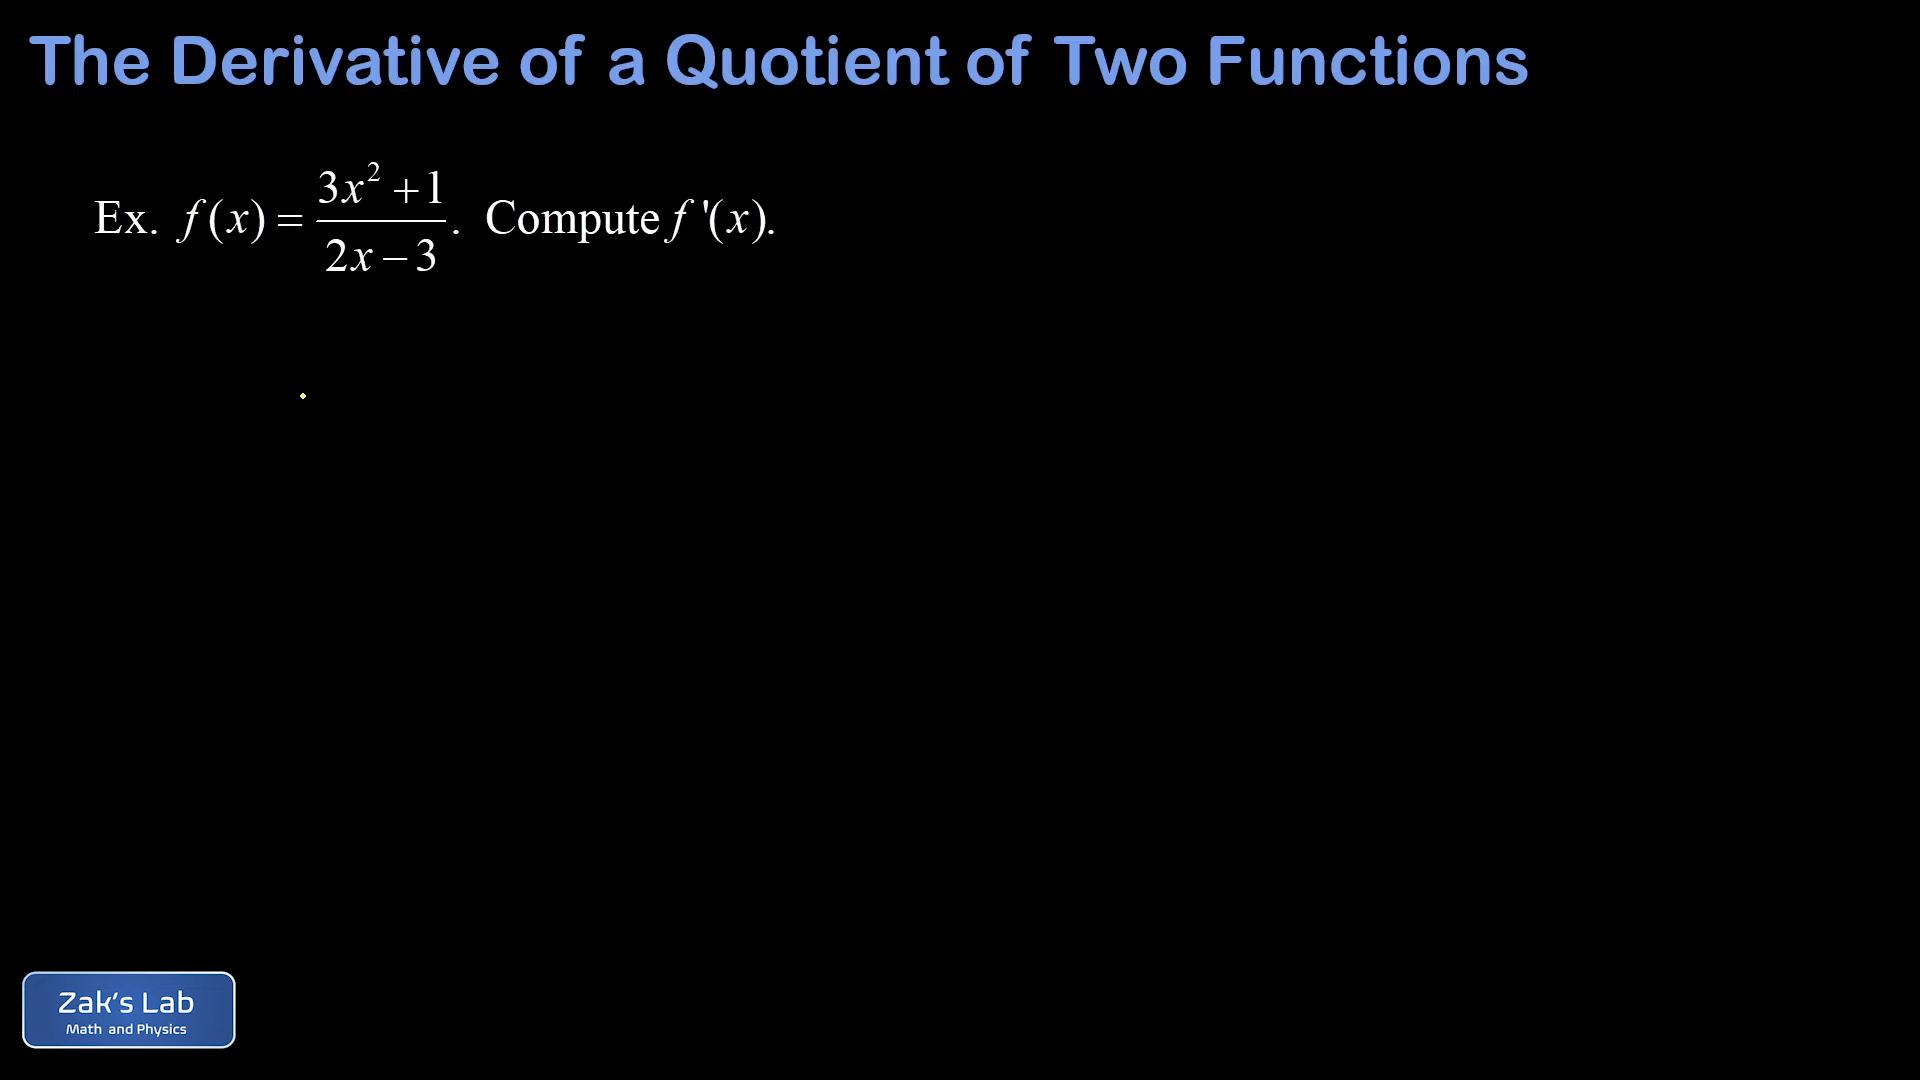 The Derivative of a Quotient of Two Functions
Ex. f(x) = \frac{3x^2+1}{2x-3}. Compute f'(x).
Zak's Lab
Math and Physics